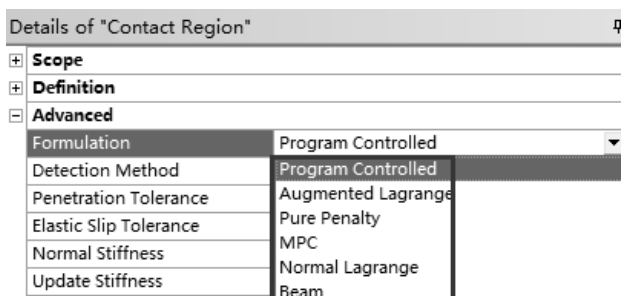 Details of "Contact Region"
Scope
Definition
Advanced
Formulation Program Controlled
Detection Method Program Controlled
Penetration Tolerance Augmented Lagrange
Elastic Slip Tolerance Pure Penalty
Normal Stiffness MPC
Update Stiffness Normal Lagrange
Beam